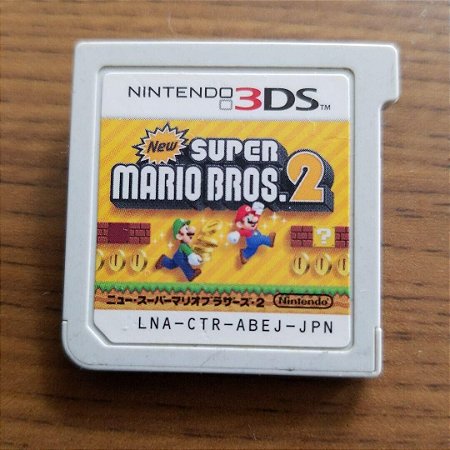 NINTENDO 3DS™
New SUPER
MARIO BROS. 2
?
ニュー・スーパーマリオブラザーズ・2 Nintendo
LNA-CTR-ABEJ-JPN